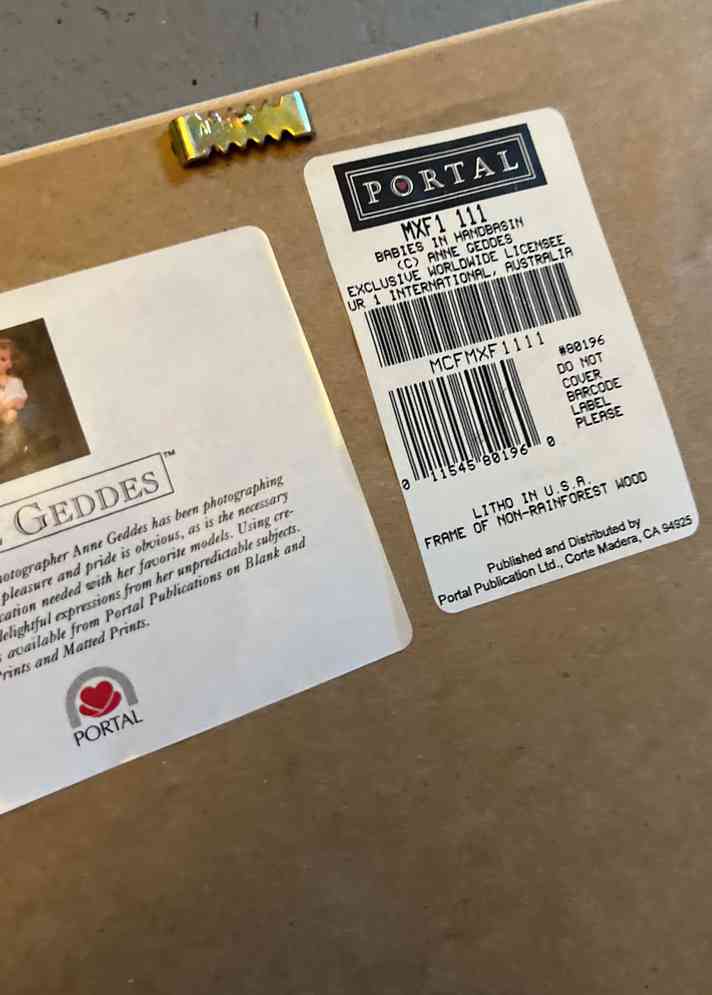 PORTAL
MXF1 111
BABIES IN HANDBASIN
(C) ANNE GEDDES
EXCLUSIVE WORLDWIDE LICENSEE
UR 1 INTERNATIONAL, AUSTRALIA
MCFMXF1111
#80196
DO NOT
COVER
BARCODE
LABEL
PLEASE
0 11545 80196 0
LITHO IN U.S.A.
FRAME OF NON-RAINFOREST WOOD
Published and Distributed by
Portal Publication Ltd., Corte Madera, CA 94925
GEDDES™
photographer Anne Geddes has been photographing
pleasure and pride is obvious, as is the necessary
cation needed with her favorite models. Using cre-
delightful expressions from her unpredictable subjects.
available from Portal Publications on Blank and
Prints and Matted Prints.
PORTAL